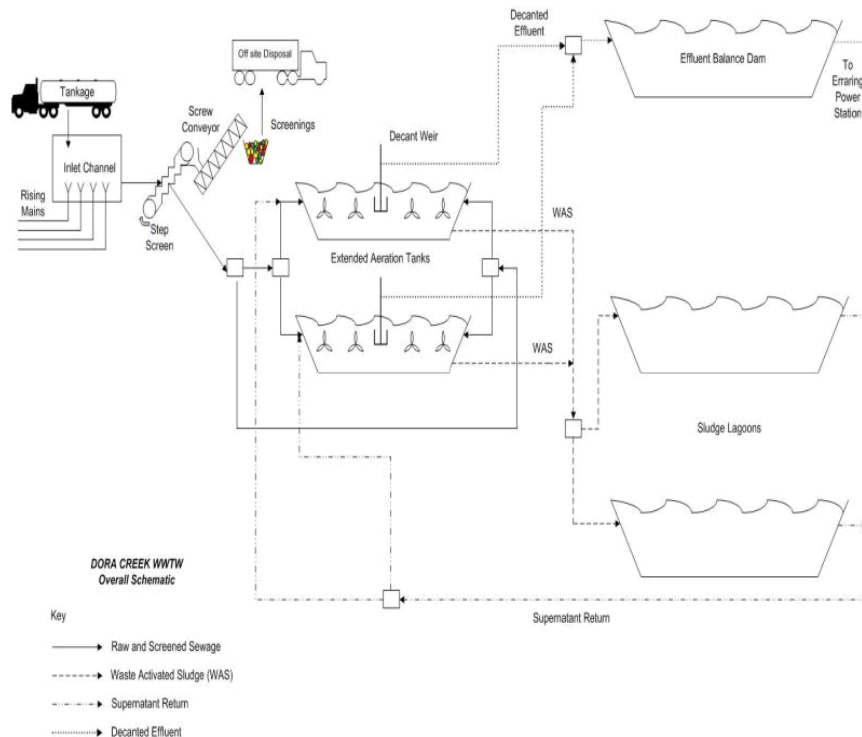 Decanted
Effluent
Effluent Balance Dam
To
Erraring
Power
Station
Off site Disposal
Tankage
Screw
Conveyor
Screenings
Decant Weir
Inlet Channel
Rising
Mains
Step
Screen
WAS
Extended Aeration Tanks
WAS
Sludge Lagoons
DORA CREEK WWTW
Overall Schematic
Supernatant Return
Key
Raw and Screened Sewage
Waste Activated Sludge (WAS)
Supernatant Return
Decanted Effluent